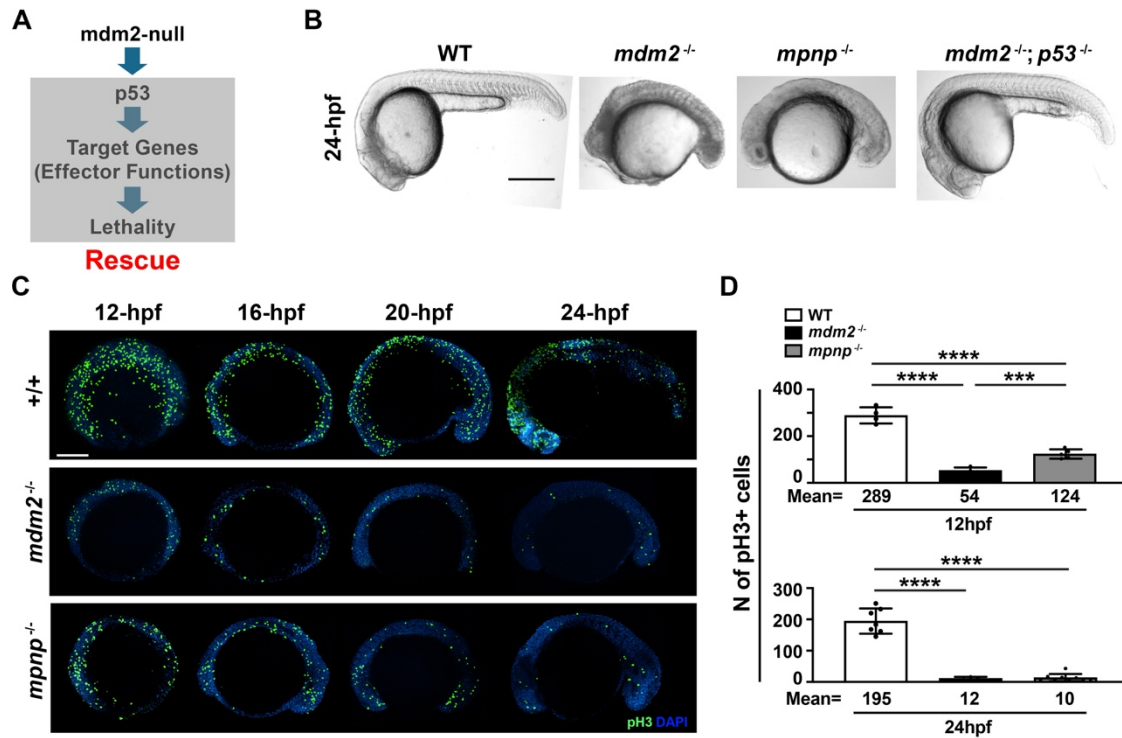 A
mdm2-null
p53
Target Genes
(Effector Functions)
Lethality
Rescue
B
WT
mdm2 -/-
mpnp -/-
mdm2 -/-; p53 -/-
24-hpf
C
12-hpf
16-hpf
20-hpf
24-hpf
+/+
mdm2 -/-
mpnp -/-
pH3 DAPI
D
WT
mdm2 -/-
mpnp -/-
N of pH3+ cells
****
**** ***
400
200
0
Mean= 289 54 124
12hpf
****
****
300
200
100
0
Mean= 195 12 10
24hpf